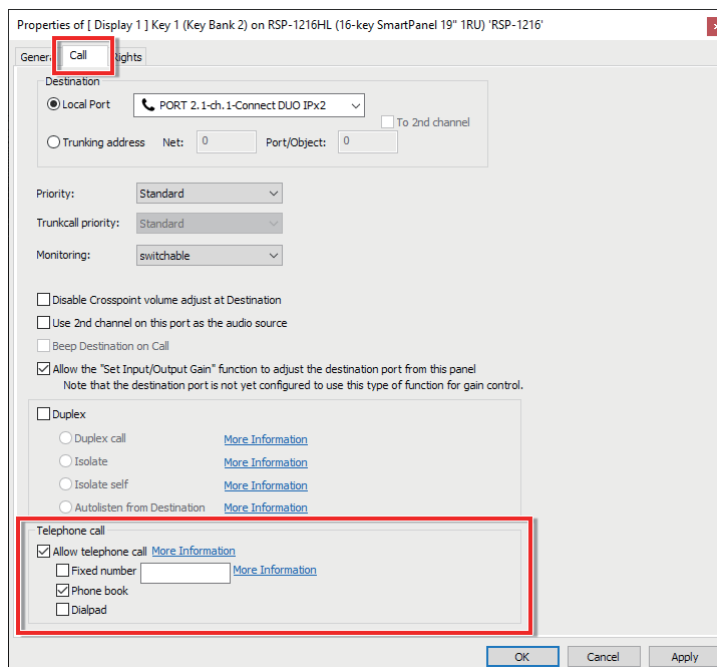 Properties of [ Display 1 ] Key 1 (Key Bank 2) on RSP-1216HL (16-key SmartPanel 19" 1RU) 'RSP-1216'
Genera Call Rights
Destination
Local Port PORT 2.1-ch.1-Connect DUO IPx2
To 2nd channel
Trunking address Net: 0 Port/Object: 0
Priority: Standard
Trunkcall priority: Standard
Monitoring: switchable
Disable Crosspoint volume adjust at Destination
Use 2nd channel on this port as the audio source
Beep Destination on Call
Allow the "Set Input/Output Gain" function to adjust the destination port from this panel
Note that the destination port is not yet configured to use this type of function for gain control.
Duplex
Duplex call More Information
Isolate More Information
Isolate self More Information
Autolisten from Destination More Information
Telephone call
Allow telephone call More Information
Fixed number More Information
Phone book
Dialpad
OK Cancel Apply